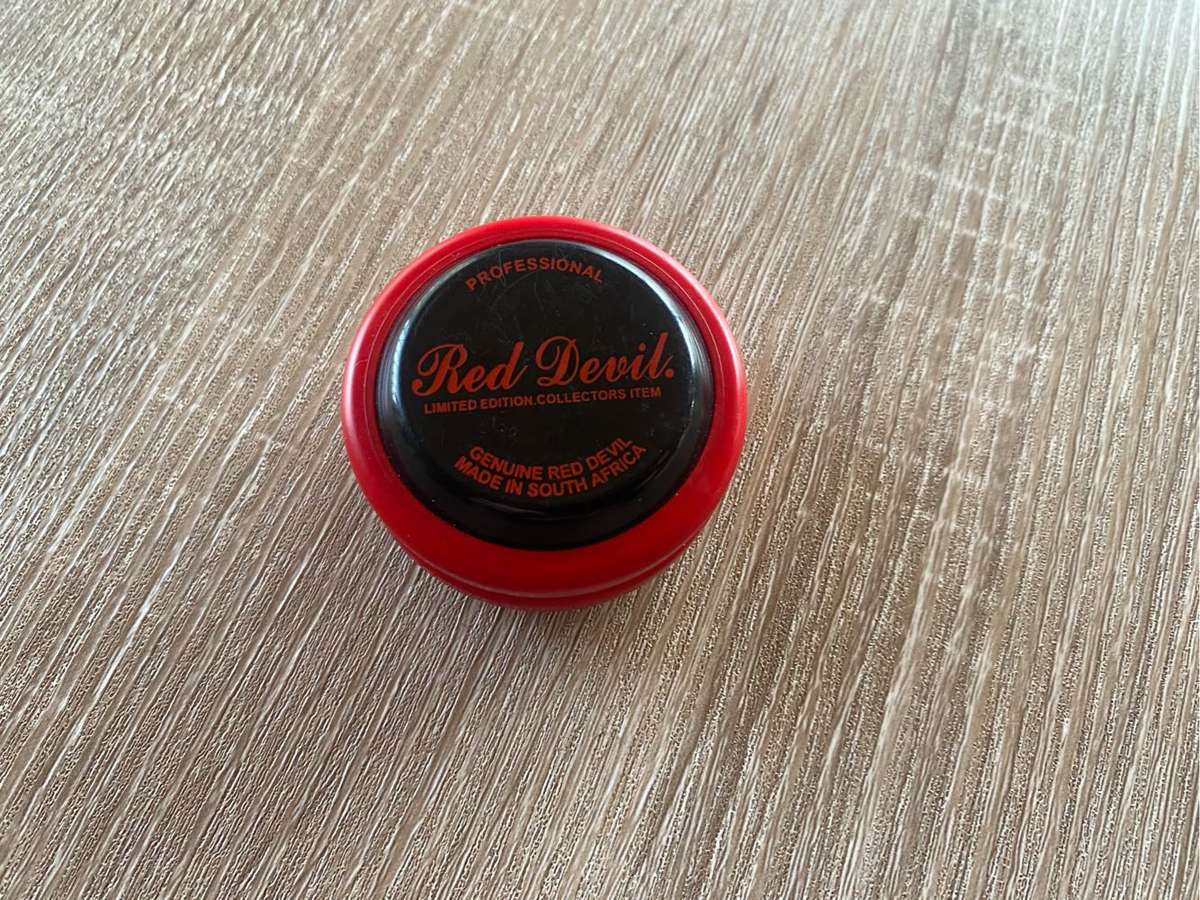 PROFESSIONAL
Red Devil.
LIMITED EDITION.COLLECTORS ITEM
GENUINE RED DEVIL
MADE IN SOUTH AFRICA